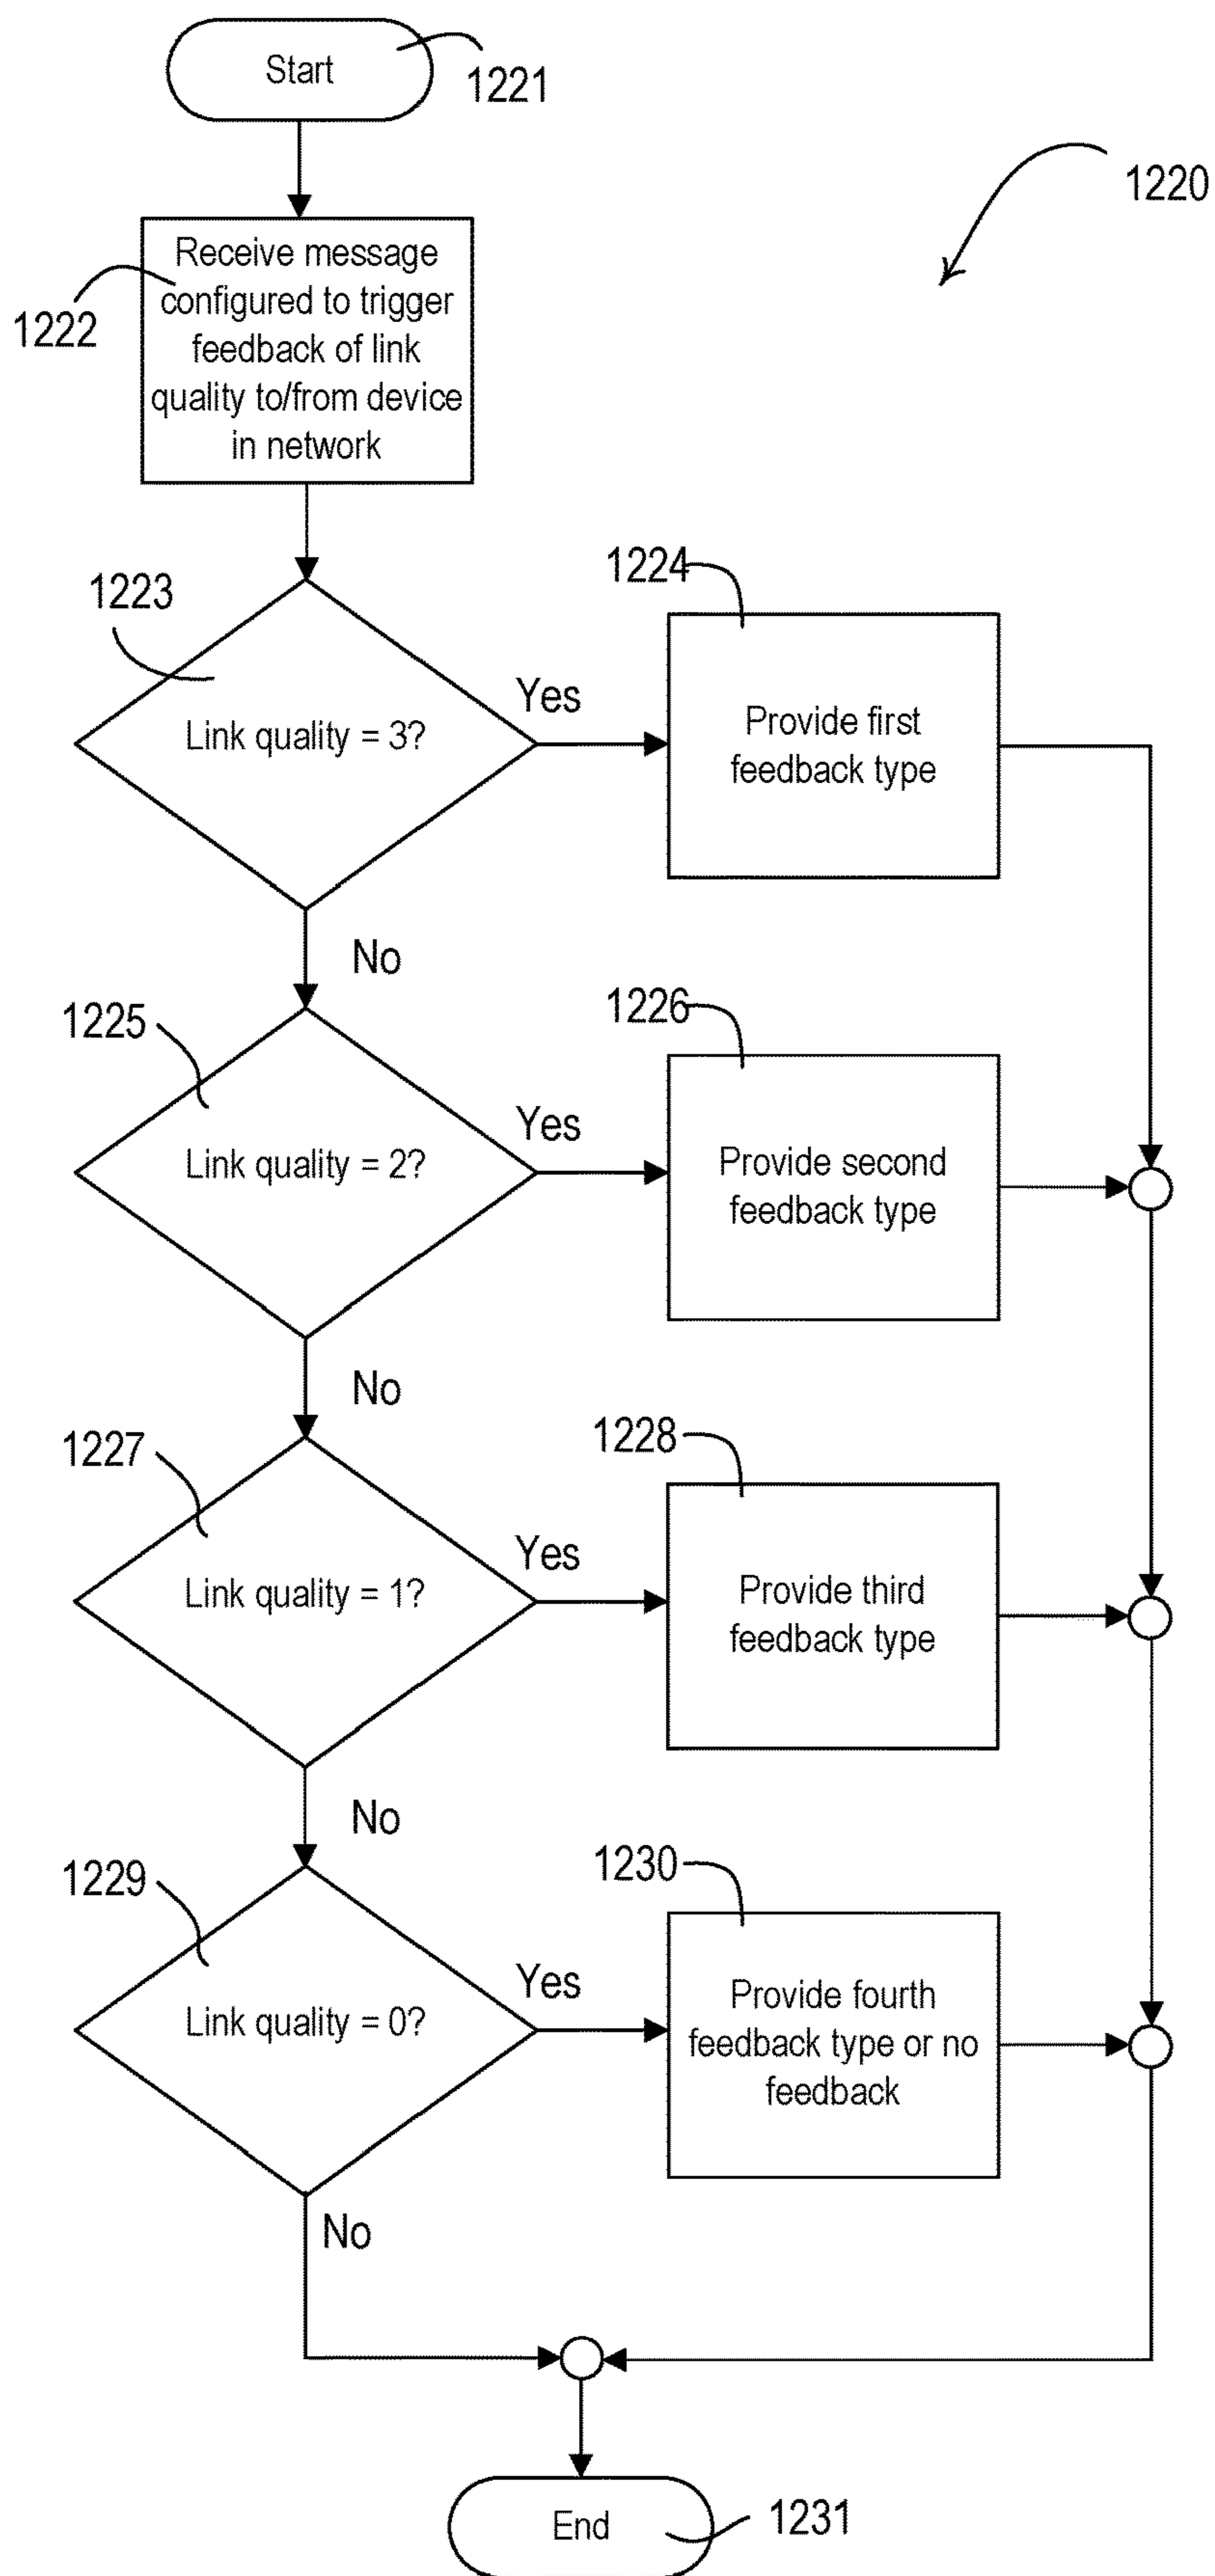 Start
1221
1220
Receive message
configured to trigger
feedback of link
quality to/from device
in network
1222
1223
Link quality = 3?
Yes
1224
Provide first
feedback type
No
1225
Link quality = 2?
Yes
1226
Provide second
feedback type
No
1227
Link quality = 1?
Yes
1228
Provide third
feedback type
No
1229
Link quality = 0?
Yes
1230
Provide fourth
feedback type or no
feedback
No
End
1231